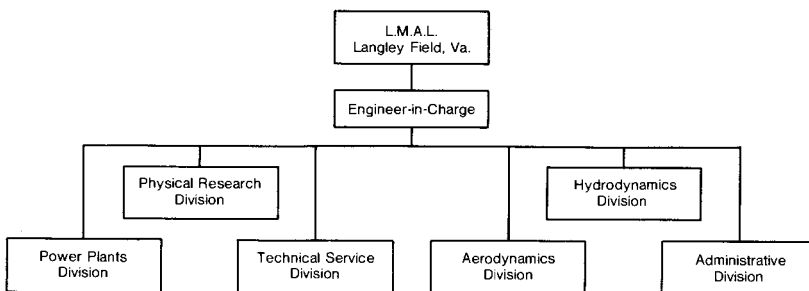 L.M.A.L.
Langley Field, Va.
Engineer-in-Charge
Physical Research
Division
Hydrodynamics
Division
Power Plants
Division
Technical Service
Division
Aerodynamics
Division
Administrative
Division